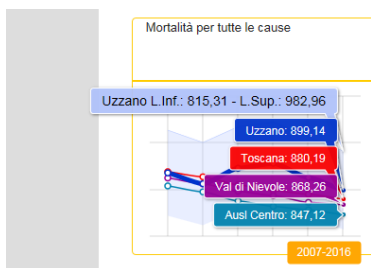 Mortalità per tutte le cause
Uzzano L.Inf.: 815,31 - L.Sup.: 982,96
Uzzano: 899,14
Toscana: 880,19
Val di Nievole: 868,26
Ausl Centro: 847,12
2007-2016